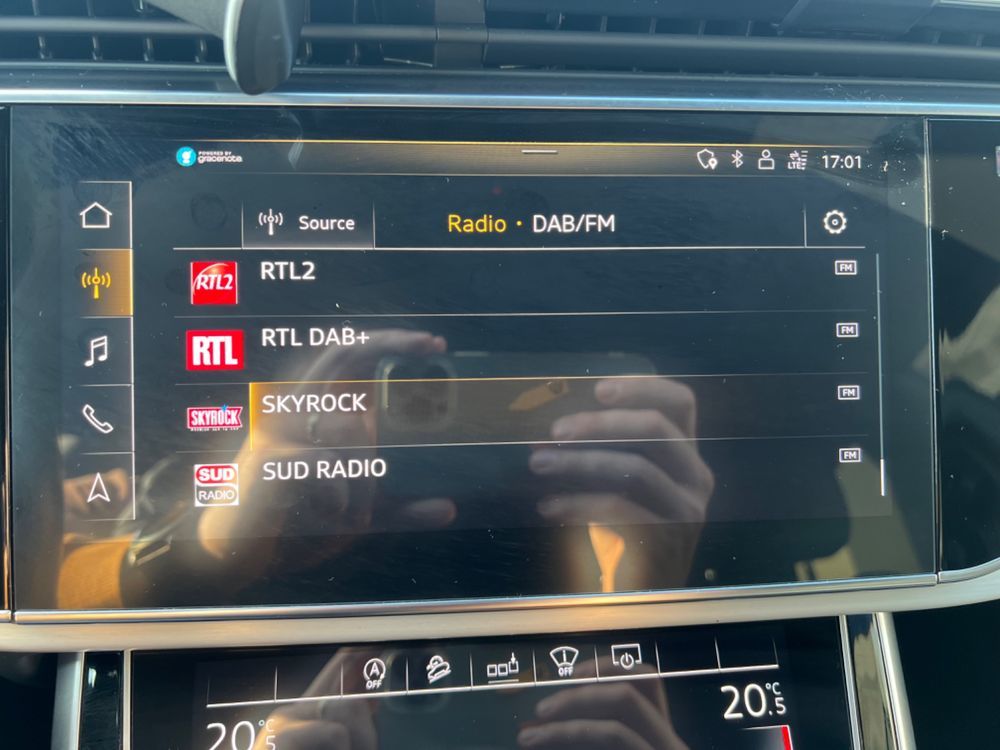 POWERED BY
gracenote
LTE 17:01
Source Radio · DAB/FM
RTL2 RTL2 FM
RTL RTL DAB+ FM
SKYROCK SKYROCK FM
SUD RADIO SUD RADIO FM
A OFF OFF
20.5°C 20.5°C